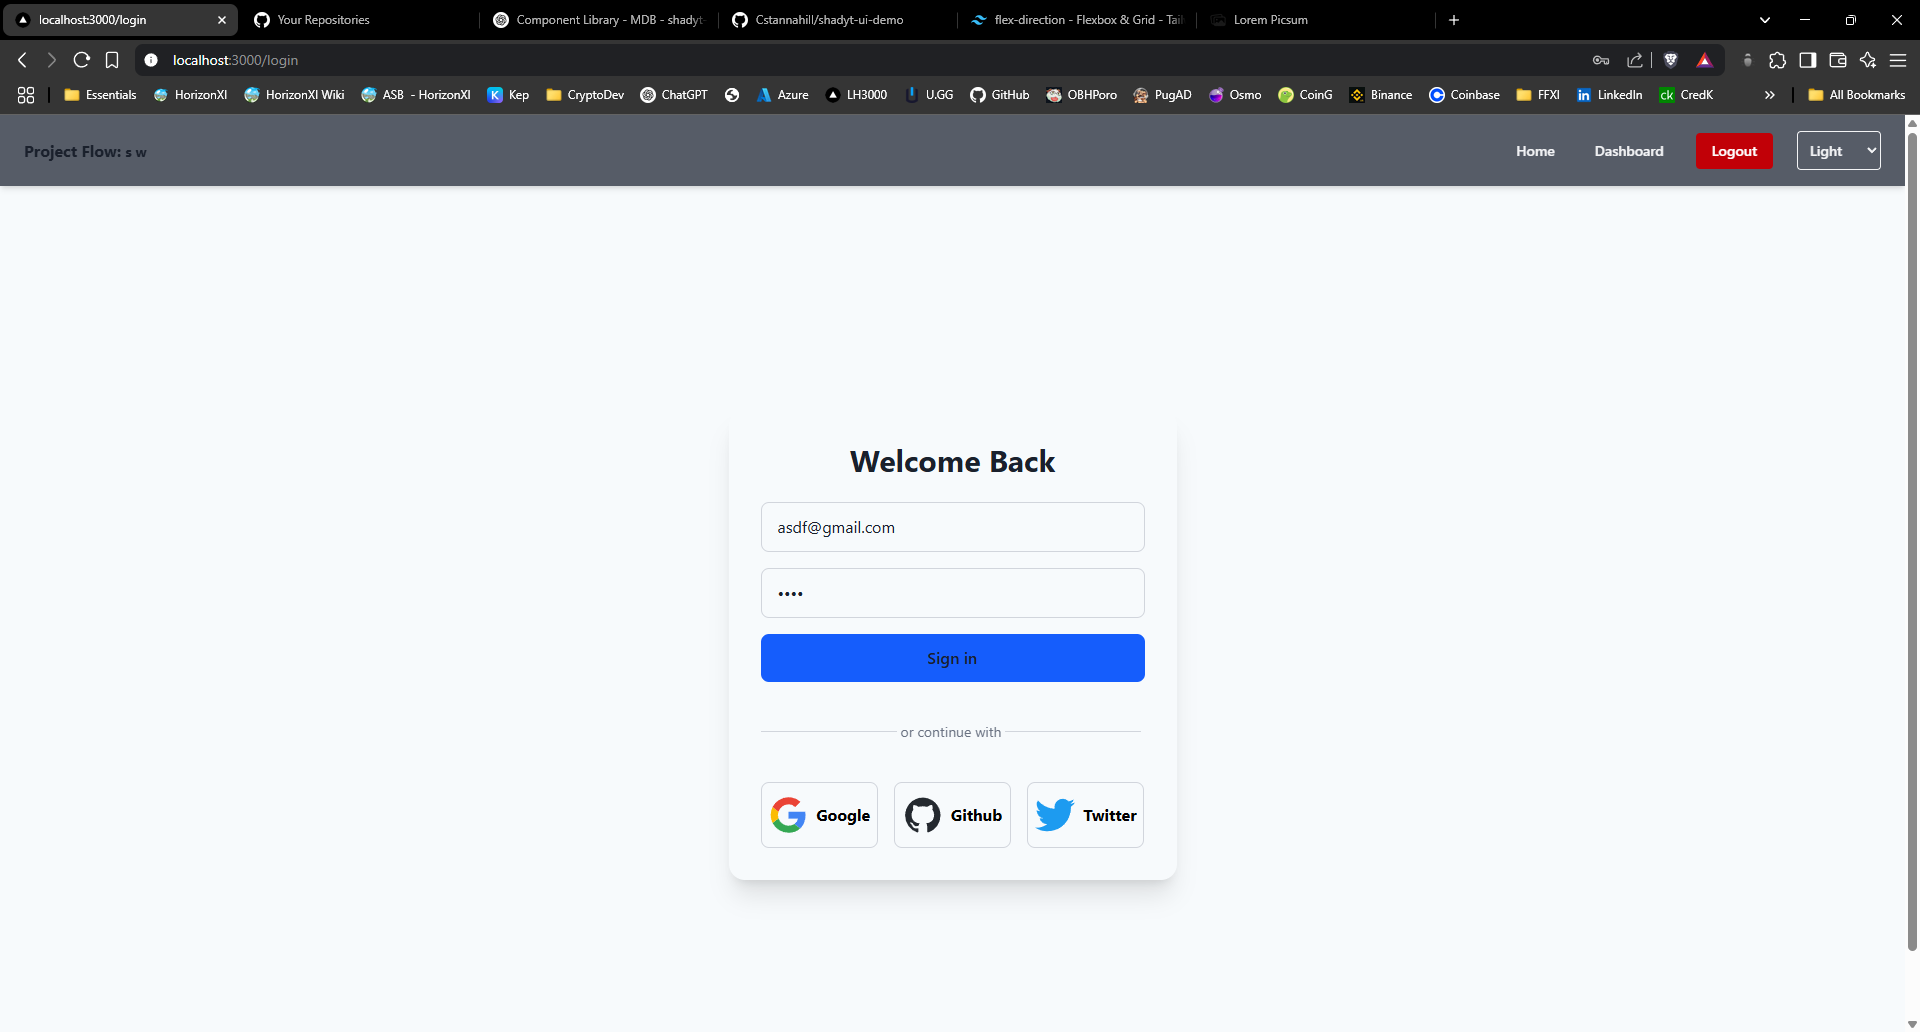 localhost:3000/login
Your Repositories
Component Library - MDB - shadyt-
Cstannahill/shadyt-ui-demo
flex-direction - Flexbox & Grid - Tail
Lorem Picsum
localhost:3000/login
Essentials
HorizonXI
HorizonXI Wiki
ASB - HorizonXI
K Kep
CryptoDev
ChatGPT
Azure
LH3000
U.GG
GitHub
OBHPoro
PugAD
Osmo
CoinG
Binance
Coinbase
FFXI
in LinkedIn
ck CredK
All Bookmarks
Project Flow: s w
Home
Dashboard
Logout
Light
Welcome Back
asdf@gmail.com
••••
Sign in
or continue with
Google
Github
Twitter